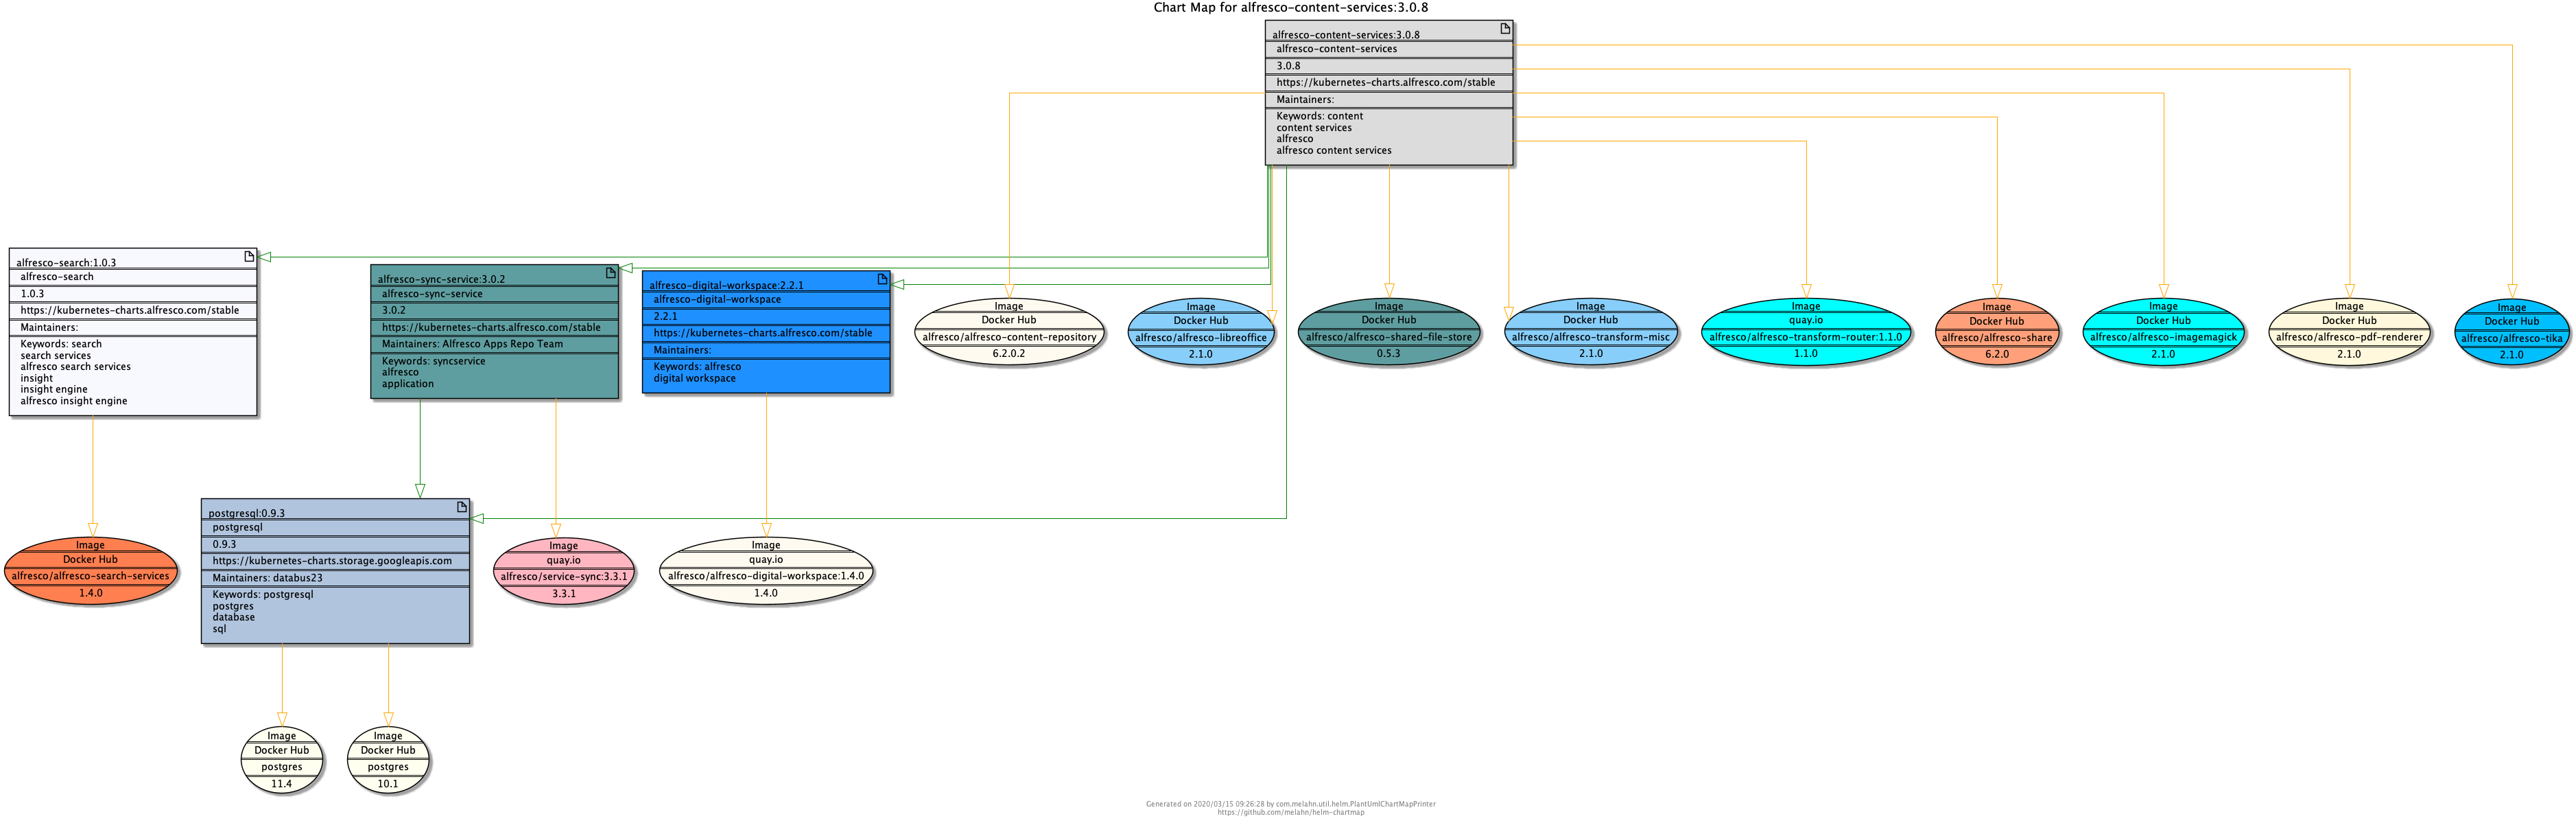 Chart Map for alfresco-content-services:3.0.8
alfresco-content-services:3.0.8
alfresco-content-services
3.0.8
https://kubernetes-charts.alfresco.com/stable
Maintainers:
Keywords: content
content services
alfresco
alfresco content services
alfresco-search:1.0.3
alfresco-search
1.0.3
https://kubernetes-charts.alfresco.com/stable
Maintainers:
Keywords: search
search services
alfresco search services
insight
insight engine
alfresco insight engine
alfresco-sync-service:3.0.2
alfresco-sync-service
3.0.2
https://kubernetes-charts.alfresco.com/stable
Maintainers: Alfresco Apps Repo Team
Keywords: syncservice
alfresco
application
alfresco-digital-workspace:2.2.1
alfresco-digital-workspace
2.2.1
https://kubernetes-charts.alfresco.com/stable
Maintainers:
Keywords: alfresco
digital workspace
Image
Docker Hub
alfresco/alfresco-content-repository
6.2.0.2
Image
Docker Hub
alfresco/alfresco-libreoffice
2.1.0
Image
Docker Hub
alfresco/alfresco-shared-file-store
0.5.3
Image
Docker Hub
alfresco/alfresco-transform-misc
2.1.0
Image
quay.io
alfresco/alfresco-transform-router:1.1.0
1.1.0
Image
Docker Hub
alfresco/alfresco-share
6.2.0
Image
Docker Hub
alfresco/alfresco-imagemagick
2.1.0
Image
Docker Hub
alfresco/alfresco-pdf-renderer
2.1.0
Image
Docker Hub
alfresco/alfresco-tika
2.1.0
Image
Docker Hub
alfresco/alfresco-search-services
1.4.0
postgresql:0.9.3
postgresql
0.9.3
https://kubernetes-charts.storage.googleapis.com
Maintainers: databus23
Keywords: postgresql
postgres
database
sql
Image
quay.io
alfresco/service-sync:3.3.1
3.3.1
Image
quay.io
alfresco/alfresco-digital-workspace:1.4.0
1.4.0
Image
Docker Hub
postgres
11.4
Image
Docker Hub
postgres
10.1
Generated on 2020/03/15 09:26:28 by com.melahn.util.helm.PlantUmlChartMapPrinter
https://github.com/melahn/helm-chartmap